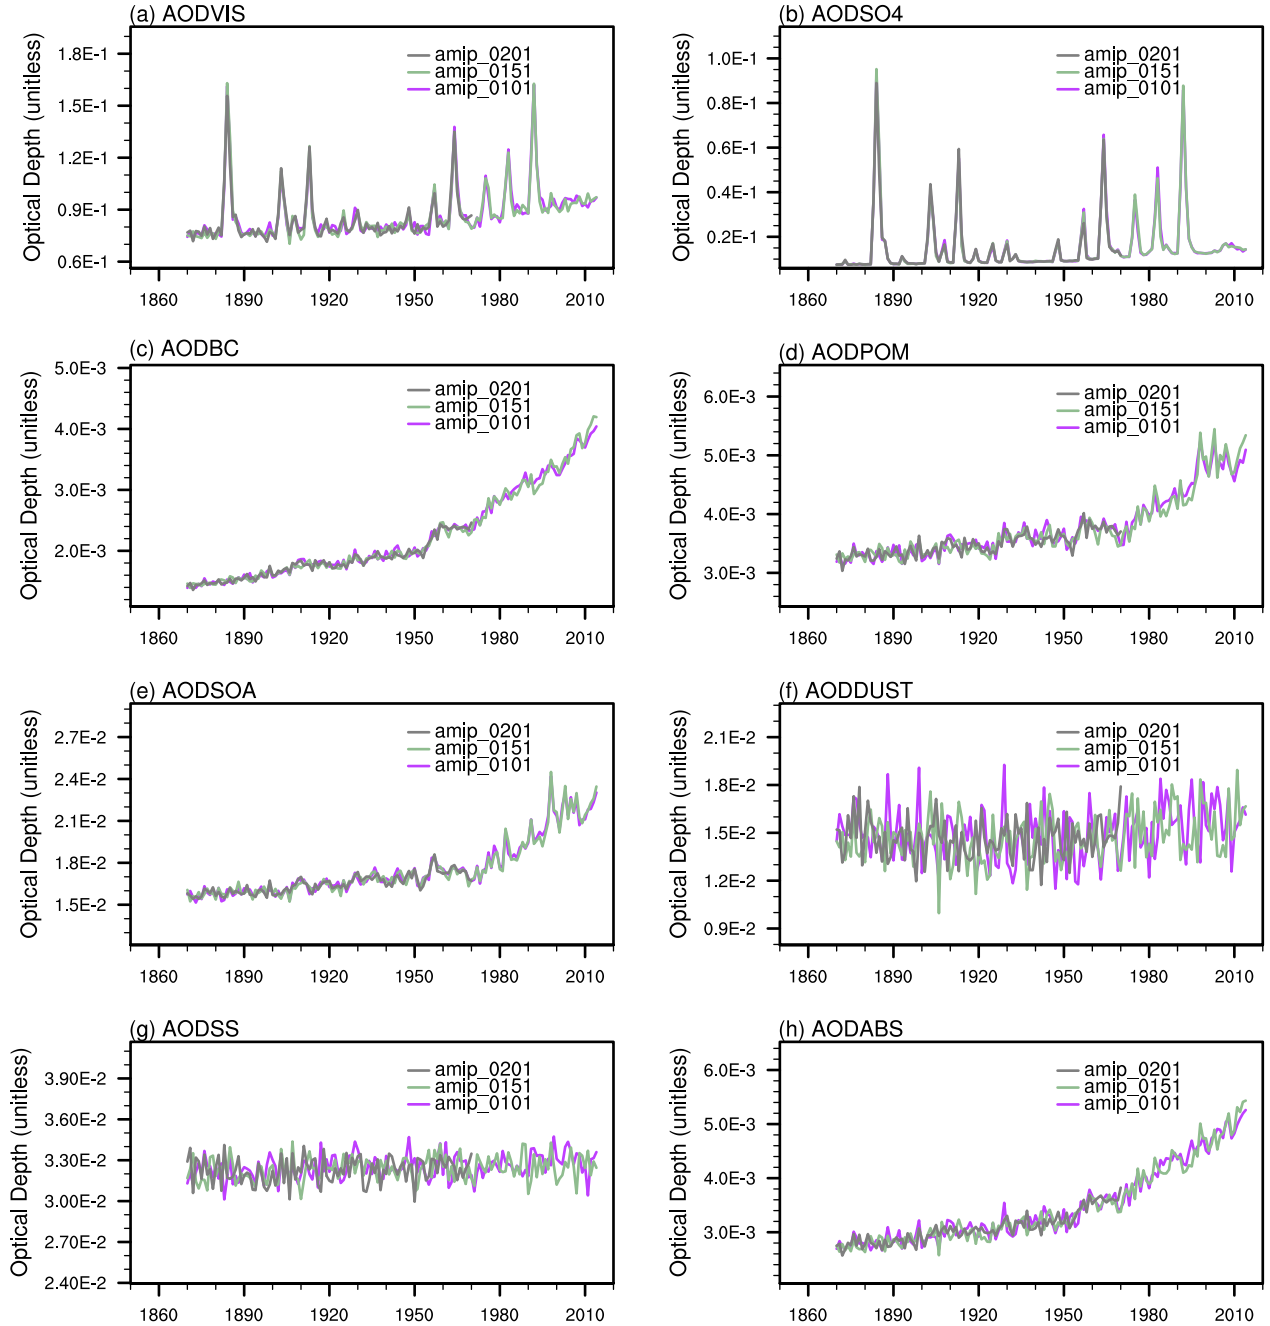 (a) AODVIS
Optical Depth (unitless)
1.8E-1
1.5E-1
1.2E-1
0.9E-1
0.6E-1
amip_0201
amip_0151
amip_0101
1860 1890 1920 1950 1980 2010
(b) AODSO4
Optical Depth (unitless)
1.0E-1
0.8E-1
0.6E-1
0.4E-1
0.2E-1
amip_0201
amip_0151
amip_0101
1860 1890 1920 1950 1980 2010
(c) AODBC
Optical Depth (unitless)
5.0E-3
4.0E-3
3.0E-3
2.0E-3
amip_0201
amip_0151
amip_0101
1860 1890 1920 1950 1980 2010
(d) AODPOM
Optical Depth (unitless)
6.0E-3
5.0E-3
4.0E-3
3.0E-3
amip_0201
amip_0151
amip_0101
1860 1890 1920 1950 1980 2010
(e) AODSOA
Optical Depth (unitless)
2.7E-2
2.4E-2
2.1E-2
1.8E-2
1.5E-2
amip_0201
amip_0151
amip_0101
1860 1890 1920 1950 1980 2010
(f) AODDUST
Optical Depth (unitless)
2.1E-2
1.8E-2
1.5E-2
1.2E-2
0.9E-2
amip_0201
amip_0151
amip_0101
1860 1890 1920 1950 1980 2010
(g) AODSS
Optical Depth (unitless)
3.90E-2
3.60E-2
3.30E-2
3.00E-2
2.70E-2
2.40E-2
amip_0201
amip_0151
amip_0101
1860 1890 1920 1950 1980 2010
(h) AODABS
Optical Depth (unitless)
6.0E-3
5.0E-3
4.0E-3
3.0E-3
amip_0201
amip_0151
amip_0101
1860 1890 1920 1950 1980 2010